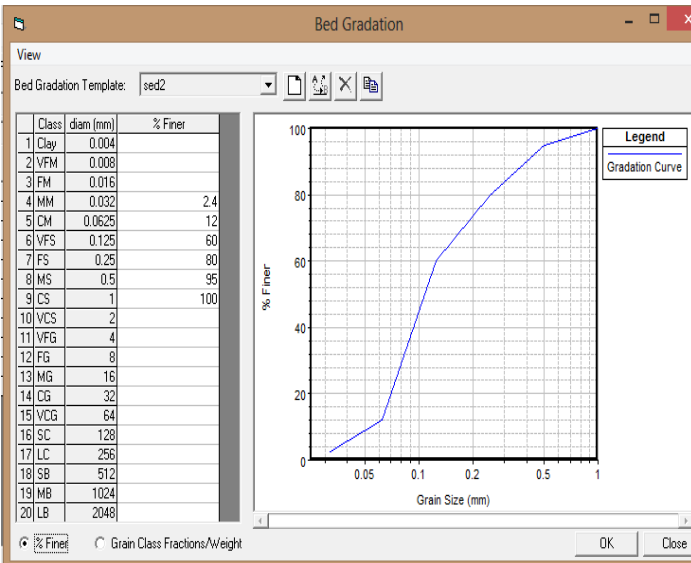 Bed Gradation
View
Bed Gradation Template: sed2
Class diam (mm) % Finer
1 Clay 0.004
2 VFM 0.008
3 FM 0.016
4 MM 0.032 2.4
5 CM 0.0625 12
6 VFS 0.125 60
7 FS 0.25 80
8 MS 0.5 95
9 CS 1 100
10 VCS 2
11 VFG 4
12 FG 8
13 MG 16
14 CG 32
15 VCG 64
16 SC 128
17 LC 256
18 SB 512
19 MB 1024
20 LB 2048
100
80
60
40
20
0
% Finer
0.05 0.1 0.2 0.5 1
Grain Size (mm)
Legend
Gradation Curve
% Finer Grain Class Fractions/Weight
OK Close